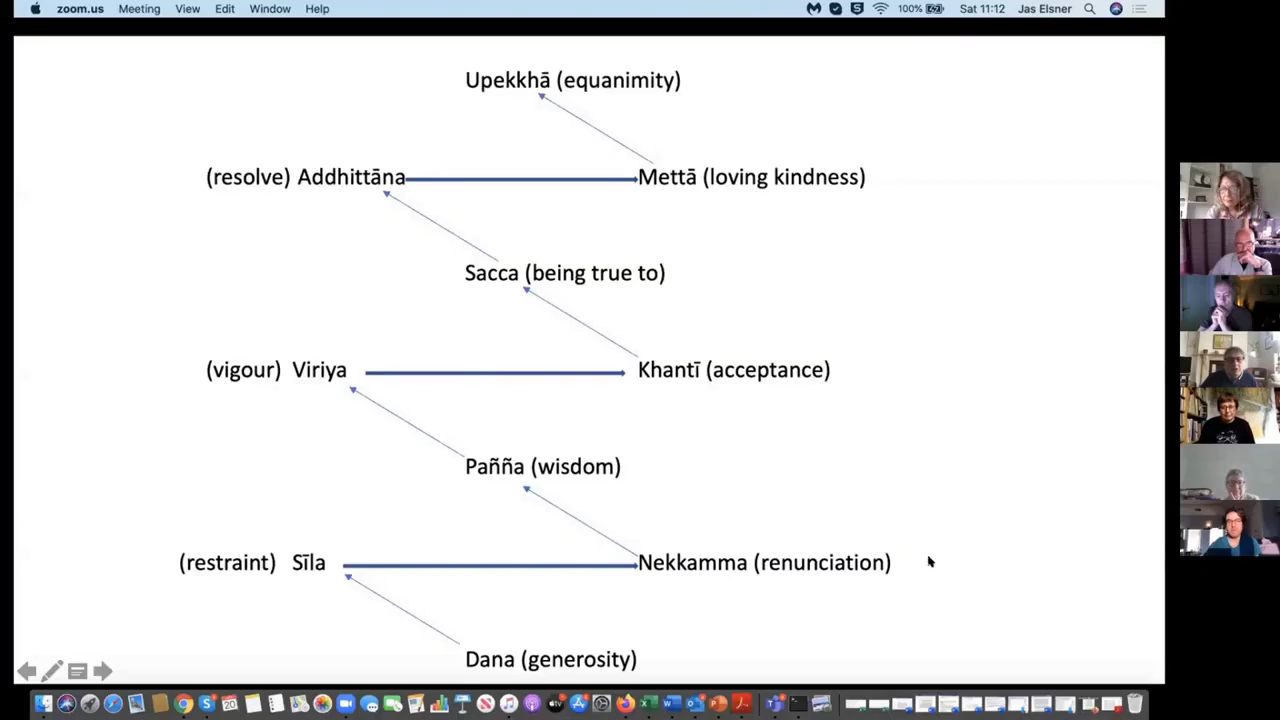 zoom.us Meeting View Edit Window Help 100% Sat 11:12 Jas Elsner
Upekkhā (equanimity)
(resolve) Addhittāna Mettā (loving kindness)
Sacca (being true to)
(vigour) Viriya Khantī (acceptance)
Pañña (wisdom)
(restraint) Sīla Nekkamma (renunciation)
Dana (generosity)